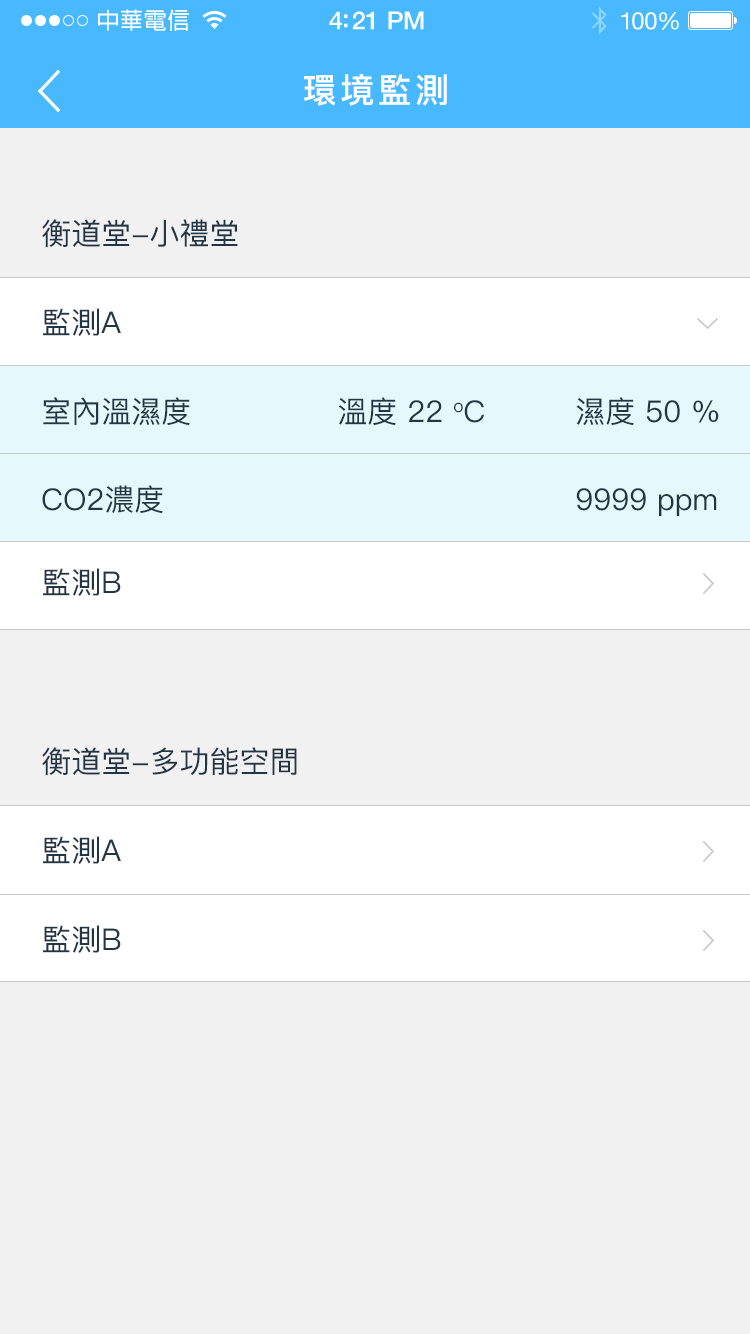 中華電信 4:21 PM 100%
環境監測
衡道堂–小禮堂
監測A
室內溫濕度 溫度 22 ºC 濕度 50 %
CO2濃度 9999 ppm
監測B
衡道堂–多功能空間
監測A
監測B